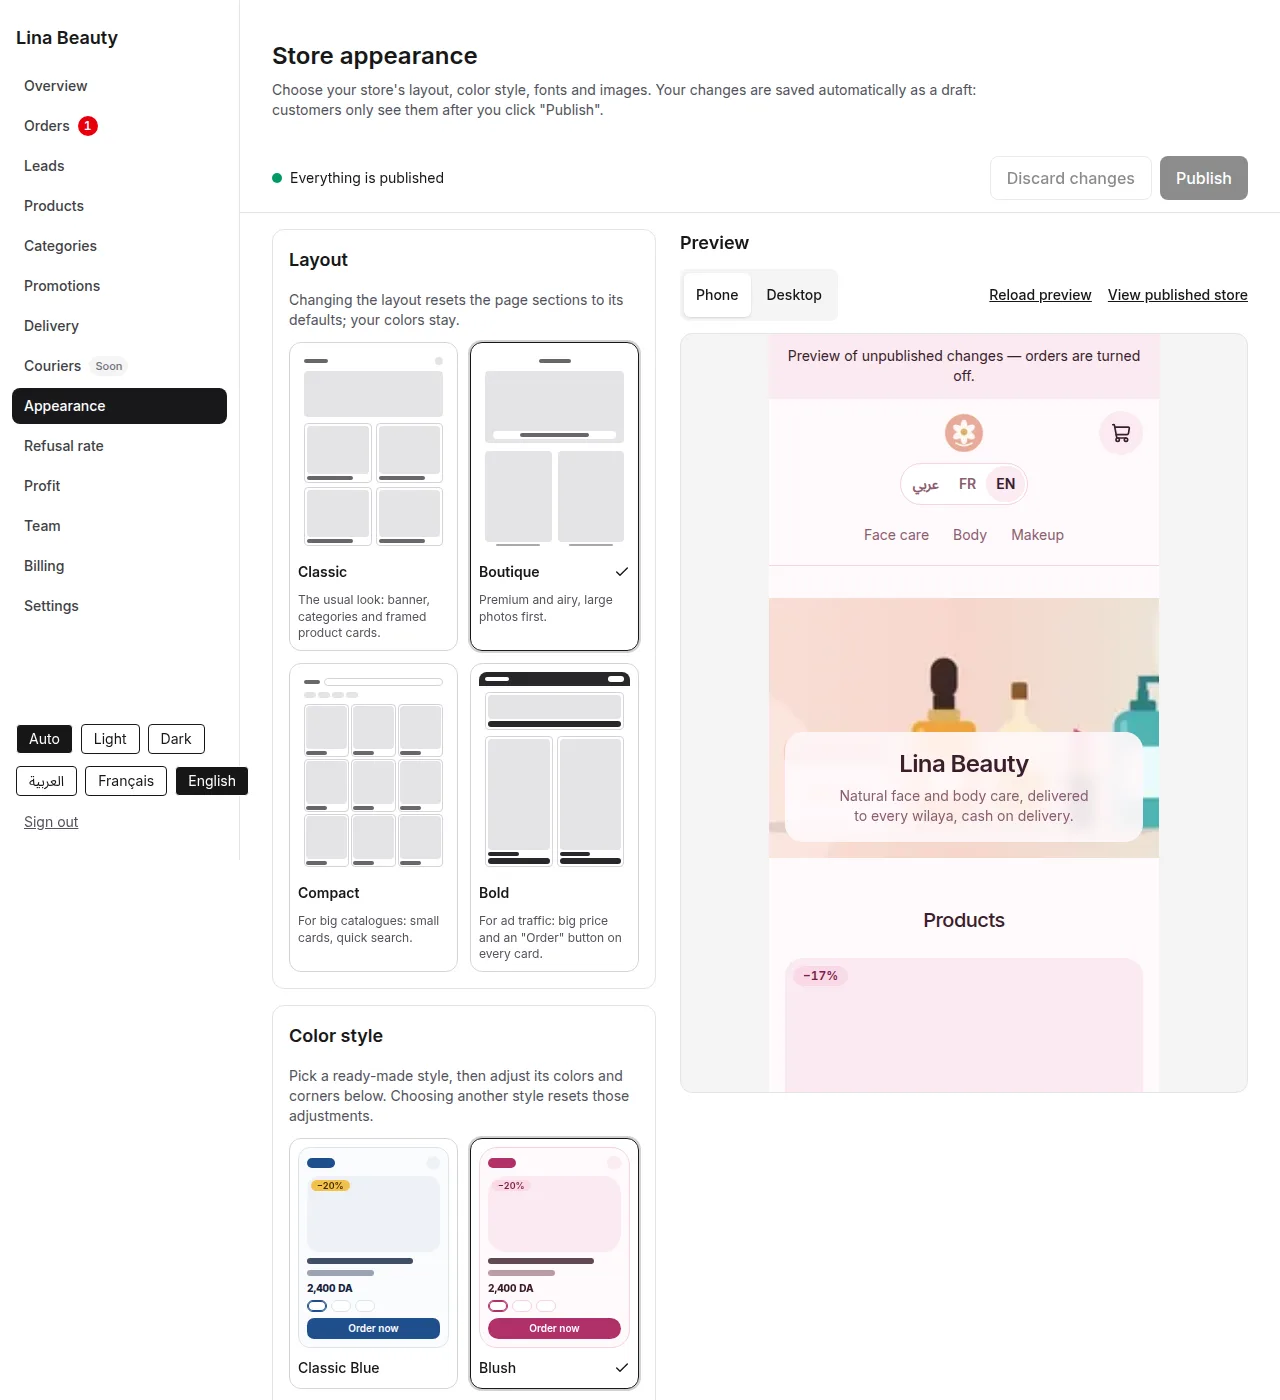 Lina Beauty
Overview
Orders 1
Leads
Products
Categories
Promotions
Delivery
Couriers Soon
Appearance
Refusal rate
Profit
Team
Billing
Settings
Auto Light Dark
العربية Français English
Sign out
Store appearance
Choose your store's layout, color style, fonts and images. Your changes are saved automatically as a draft:
customers only see them after you click "Publish".
Everything is published
Discard changes Publish
Layout
Changing the layout resets the page sections to its
defaults; your colors stay.
Classic
The usual look: banner,
categories and framed
product cards.
Boutique
Premium and airy, large
photos first.
Compact
For big catalogues: small
cards, quick search.
Bold
For ad traffic: big price
and an "Order" button on
every card.
Color style
Pick a ready-made style, then adjust its colors and
corners below. Choosing another style resets those
adjustments.
−20%
2,400 DA
Order now
Classic Blue
−20%
2,400 DA
Order now
Blush
Preview
Phone Desktop
Reload preview View published store
Preview of unpublished changes — orders are turned
off.
عربي FR EN
Face care Body Makeup
Lina Beauty
Natural face and body care, delivered
to every wilaya, cash on delivery.
Products
−17%